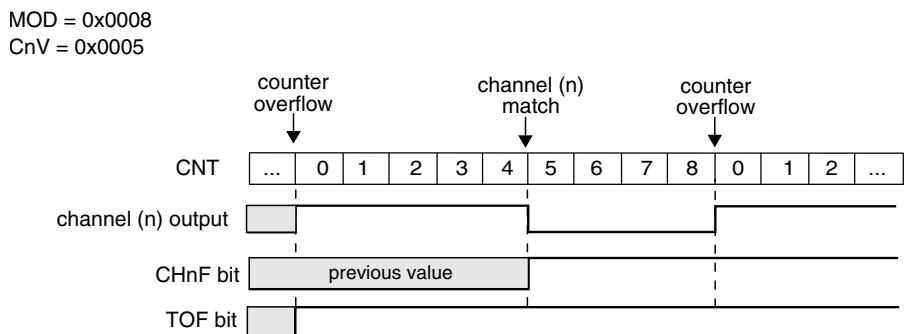 MOD = 0x0008
CnV = 0x0005
counter
overflow
channel (n)
match
counter
overflow
CNT ... 0 1 2 3 4 5 6 7 8 0 1 2 ...
channel (n) output
CHnF bit previous value
TOF bit